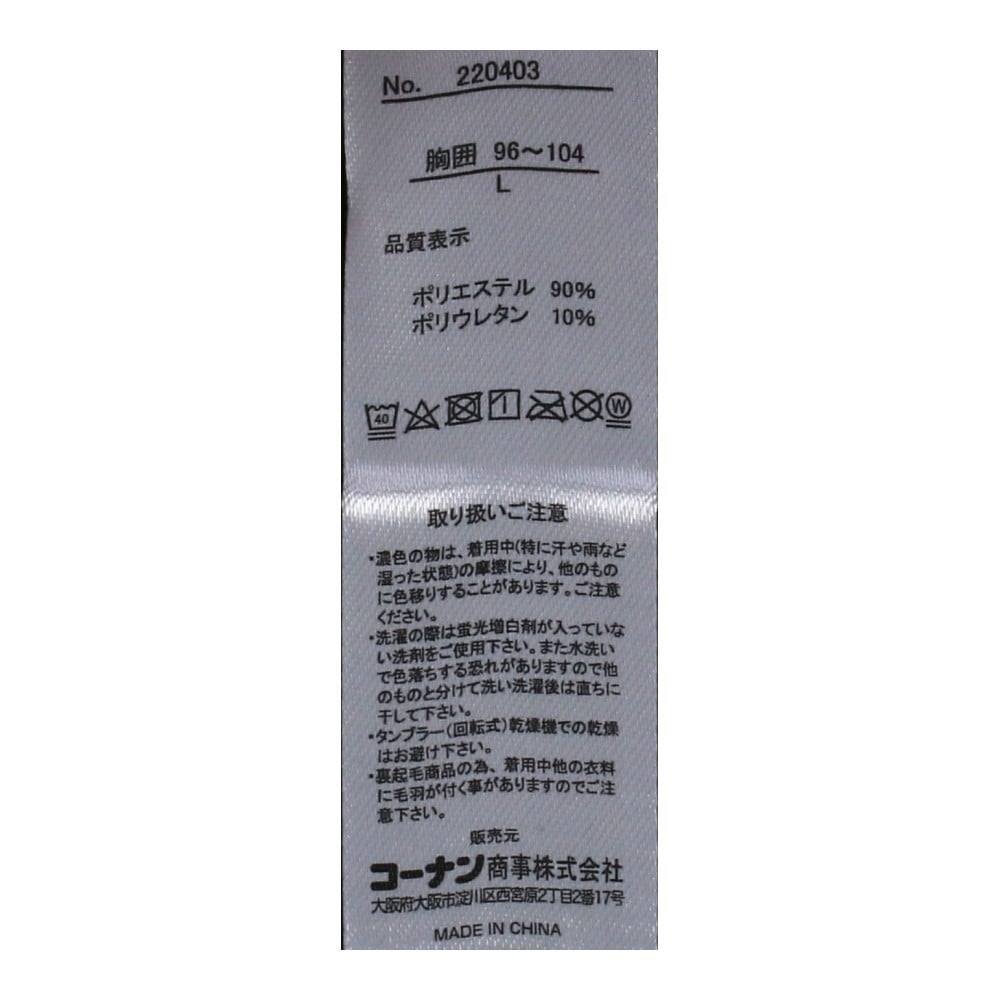 No. 220403
胸囲 96～104
L
品質表示
ポリエステル 90%
ポリウレタン 10%
40 W
取り扱いご注意
・濃色の物は、着用中(特に汗や雨など
湿った状態)の摩擦により、他のもの
に色移りすることがあります。ご注意
ください。
・洗濯の際は蛍光増白剤が入っていな
い洗剤をご使用下さい。また水洗い
で色落ちする恐れがありますので他
のものと分けて洗い洗濯後は直ちに
干して下さい。
・タンブラー(回転式)乾燥機での乾燥
はお避け下さい。
・裏起毛商品の為、着用中他の衣料
に毛羽が付く事がありますのでご注
意下さい。
販売元
コーナン商事株式会社
大阪府大阪市淀川区西宮原2丁目2番17号
MADE IN CHINA